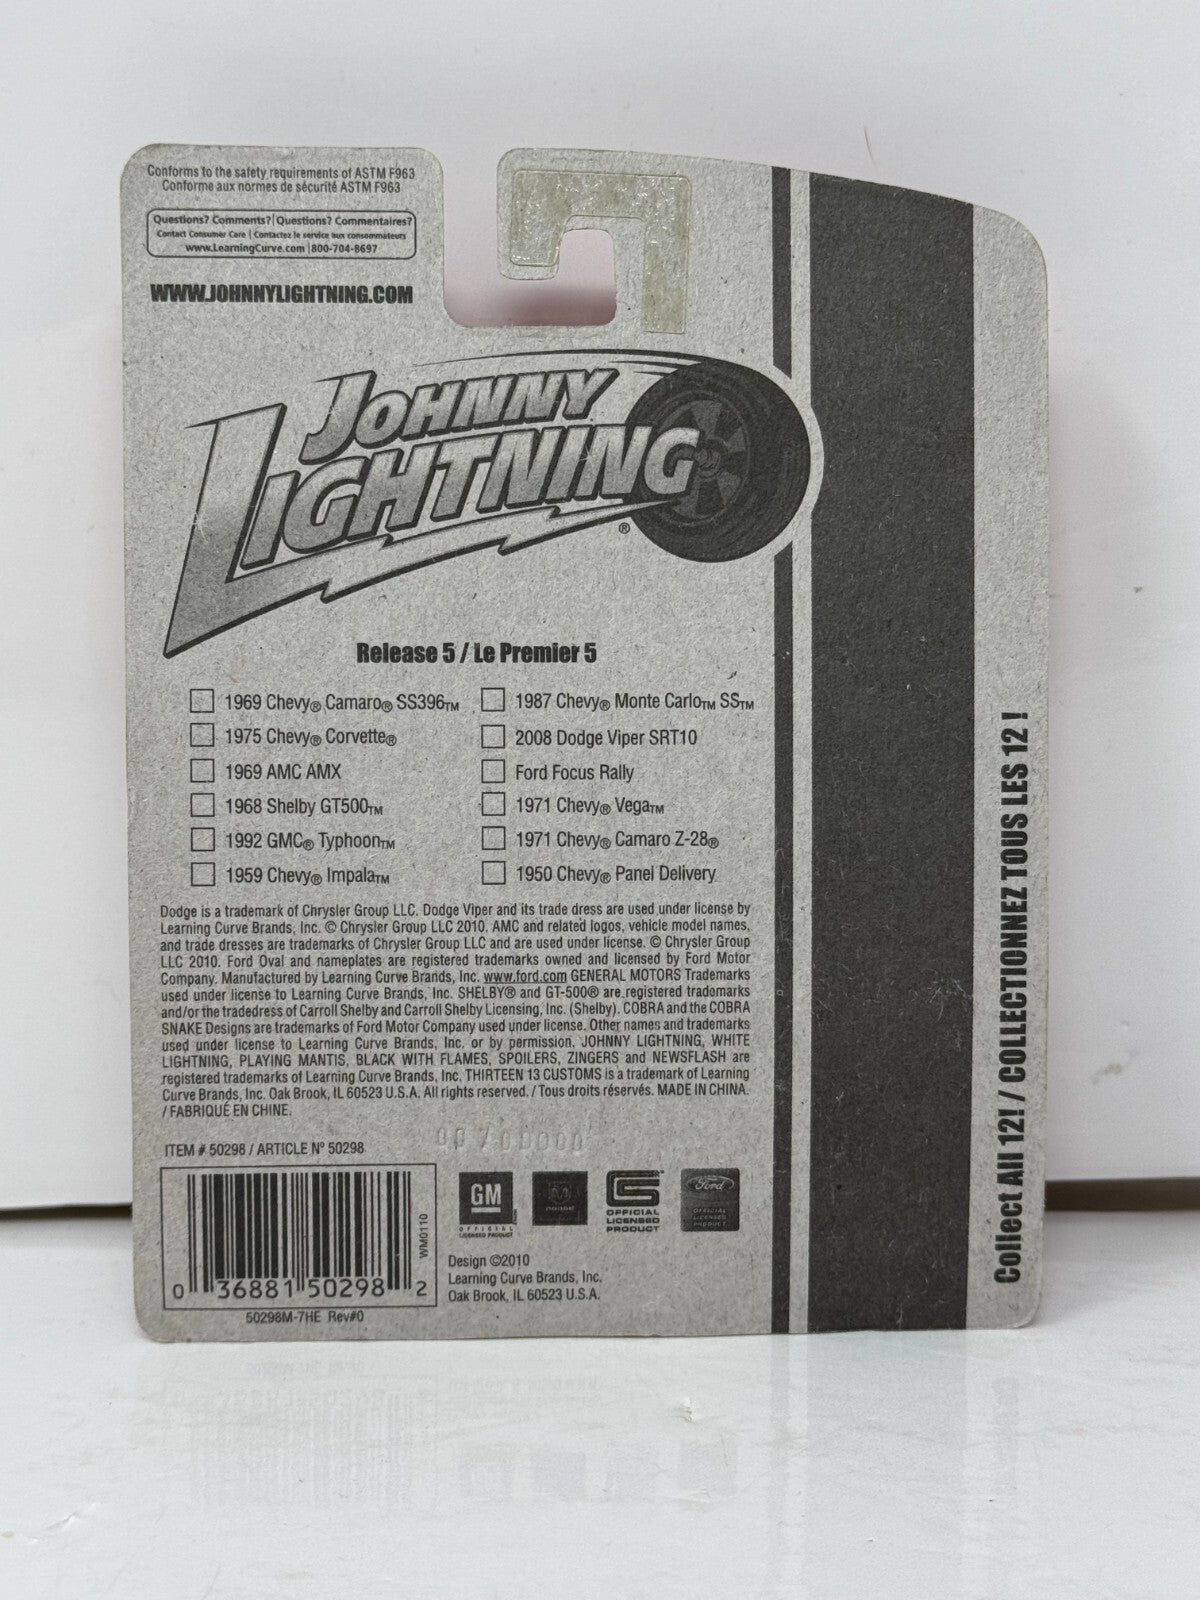 Conforms to the safety requirements of ASTM F963
Conforme aux normes de sécurité ASTM F963
Questions? Comments? | Questions? Commentaires?
Contact Consumer Care | Contactez le service aux consommateurs
www.LearningCurve.com | 800-704-8697
WWW.JOHNNYLIGHTNING.COM
JOHNNY
LIGHTNING®
Release 5 / Le Premier 5
1969 Chevy® Camaro® SS396™
1975 Chevy® Corvette®
1969 AMC AMX
1968 Shelby GT500™
1992 GMC® Typhoon™
1959 Chevy® Impala™
1987 Chevy® Monte Carlo™ SS™
2008 Dodge Viper SRT10
Ford Focus Rally
1971 Chevy® Vega™
1971 Chevy® Camaro Z-28®
1950 Chevy® Panel Delivery
Dodge is a trademark of Chrysler Group LLC. Dodge Viper and its trade dress are used under license by
Learning Curve Brands, Inc. © Chrysler Group LLC 2010. AMC and related logos, vehicle model names,
and trade dresses are trademarks of Chrysler Group LLC and are used under license. © Chrysler Group
LLC 2010. Ford Oval and nameplates are registered trademarks owned and licensed by Ford Motor
Company. Manufactured by Learning Curve Brands, Inc. www.ford.com GENERAL MOTORS Trademarks
used under license to Learning Curve Brands, Inc. SHELBY® and GT-500® are registered trademarks
and/or the tradedress of Carroll Shelby and Carroll Shelby Licensing, Inc. (Shelby). COBRA and the COBRA
SNAKE Designs are trademarks of Ford Motor Company used under license. Other names and trademarks
used under license to Learning Curve Brands, Inc. or by permission. JOHNNY LIGHTNING, WHITE
LIGHTNING, PLAYING MANTIS, BLACK WITH FLAMES, SPOILERS, ZINGERS and NEWSFLASH are
registered trademarks of Learning Curve Brands, Inc. THIRTEEN 13 CUSTOMS is a trademark of Learning
Curve Brands, Inc. Oak Brook, IL 60523 U.S.A. All rights reserved. / Tous droits réservés. MADE IN CHINA.
/ FABRIQUÉ EN CHINE.
ITEM # 50298 / ARTICLE N° 50298
0 36881 50298 2
WM0110
50298M-7HE Rev#0
GM
OFFICIAL
LICENSED PRODUCT
DODGE
OFFICIAL
LICENSED
PRODUCT
Ford
OFFICIAL
LICENSED
PRODUCT
Design ©2010
Learning Curve Brands, Inc.
Oak Brook, IL 60523 U.S.A.
Collect All 12! / COLLECTIONNEZ TOUS LES 12 !